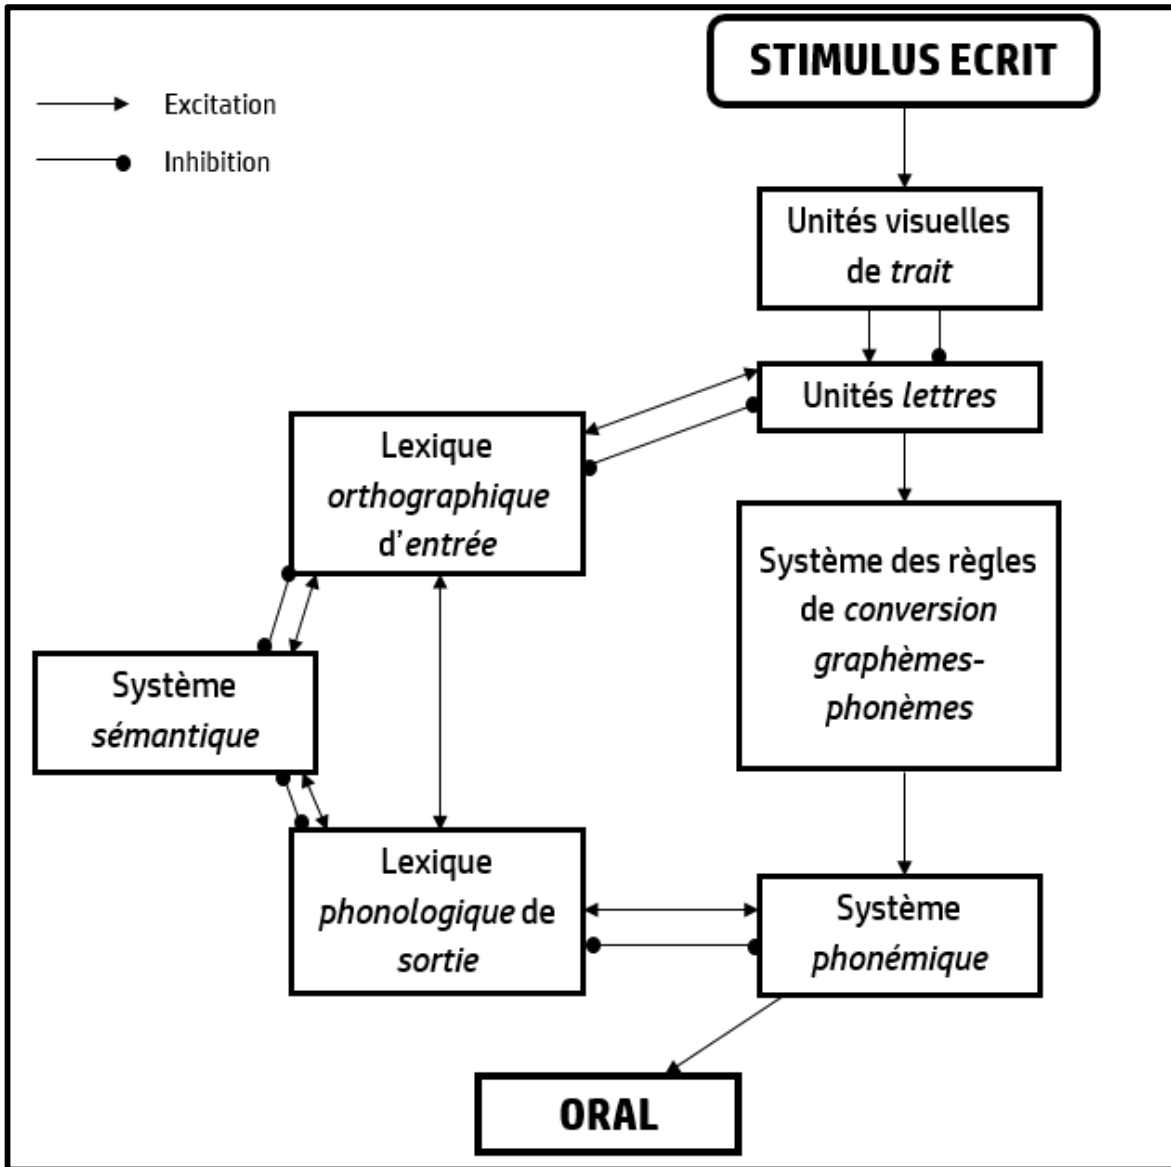 STIMULUS ECRIT
Excitation
Inhibition
Unités visuelles
de trait
Unités lettres
Lexique
orthographique
d'entrée
Système des règles
de conversion
graphèmes-
phonèmes
Système
sémantique
Lexique
phonologique de
sortie
Système
phonémique
ORAL